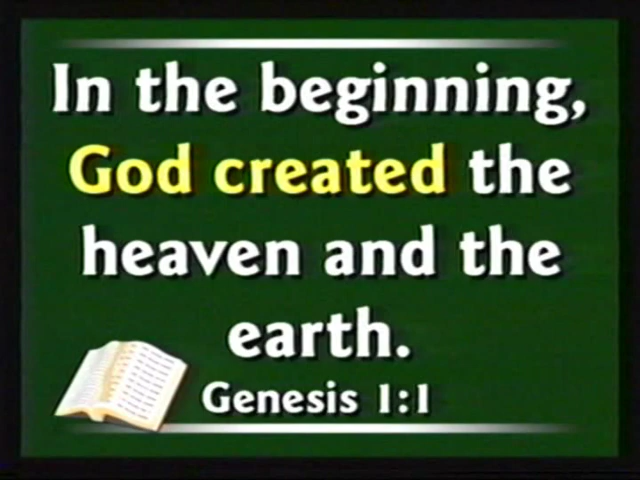 In the beginning,
God created the
heaven and the
earth.
Genesis 1:1